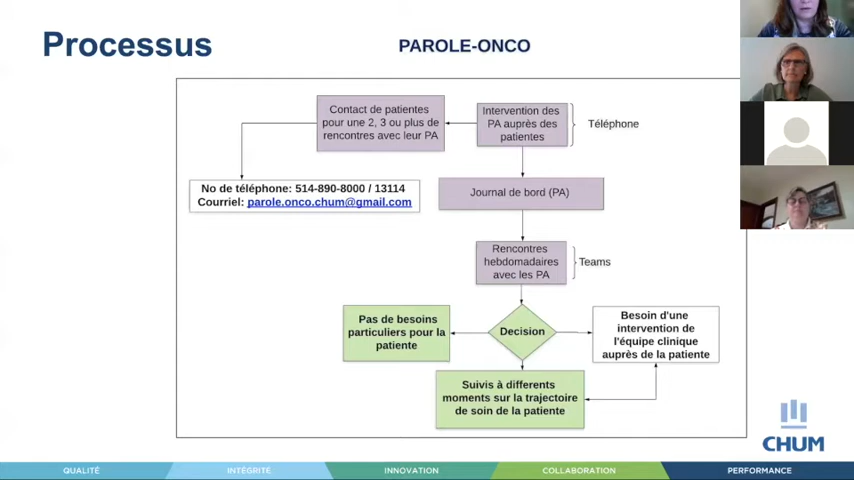 Processus
PAROLE-ONCO
Contact de patientes
pour une 2, 3 ou plus de
rencontres avec leur PA
Intervention des
PA auprès des
patientes
Téléphone
No de téléphone: 514-890-8000 / 13114
Courriel: parole.onco.chum@gmail.com
Journal de bord (PA)
Rencontres
hebdomadaires
avec les PA
Teams
Pas de besoins
particuliers pour la
patiente
Decision
Besoin d'une
intervention de
l'équipe clinique
auprès de la patiente
Suivis à differents
moments sur la trajectoire
de soin de la patiente
CHUM
QUALITÉ
INTÉGRITÉ
INNOVATION
COLLABORATION
PERFORMANCE